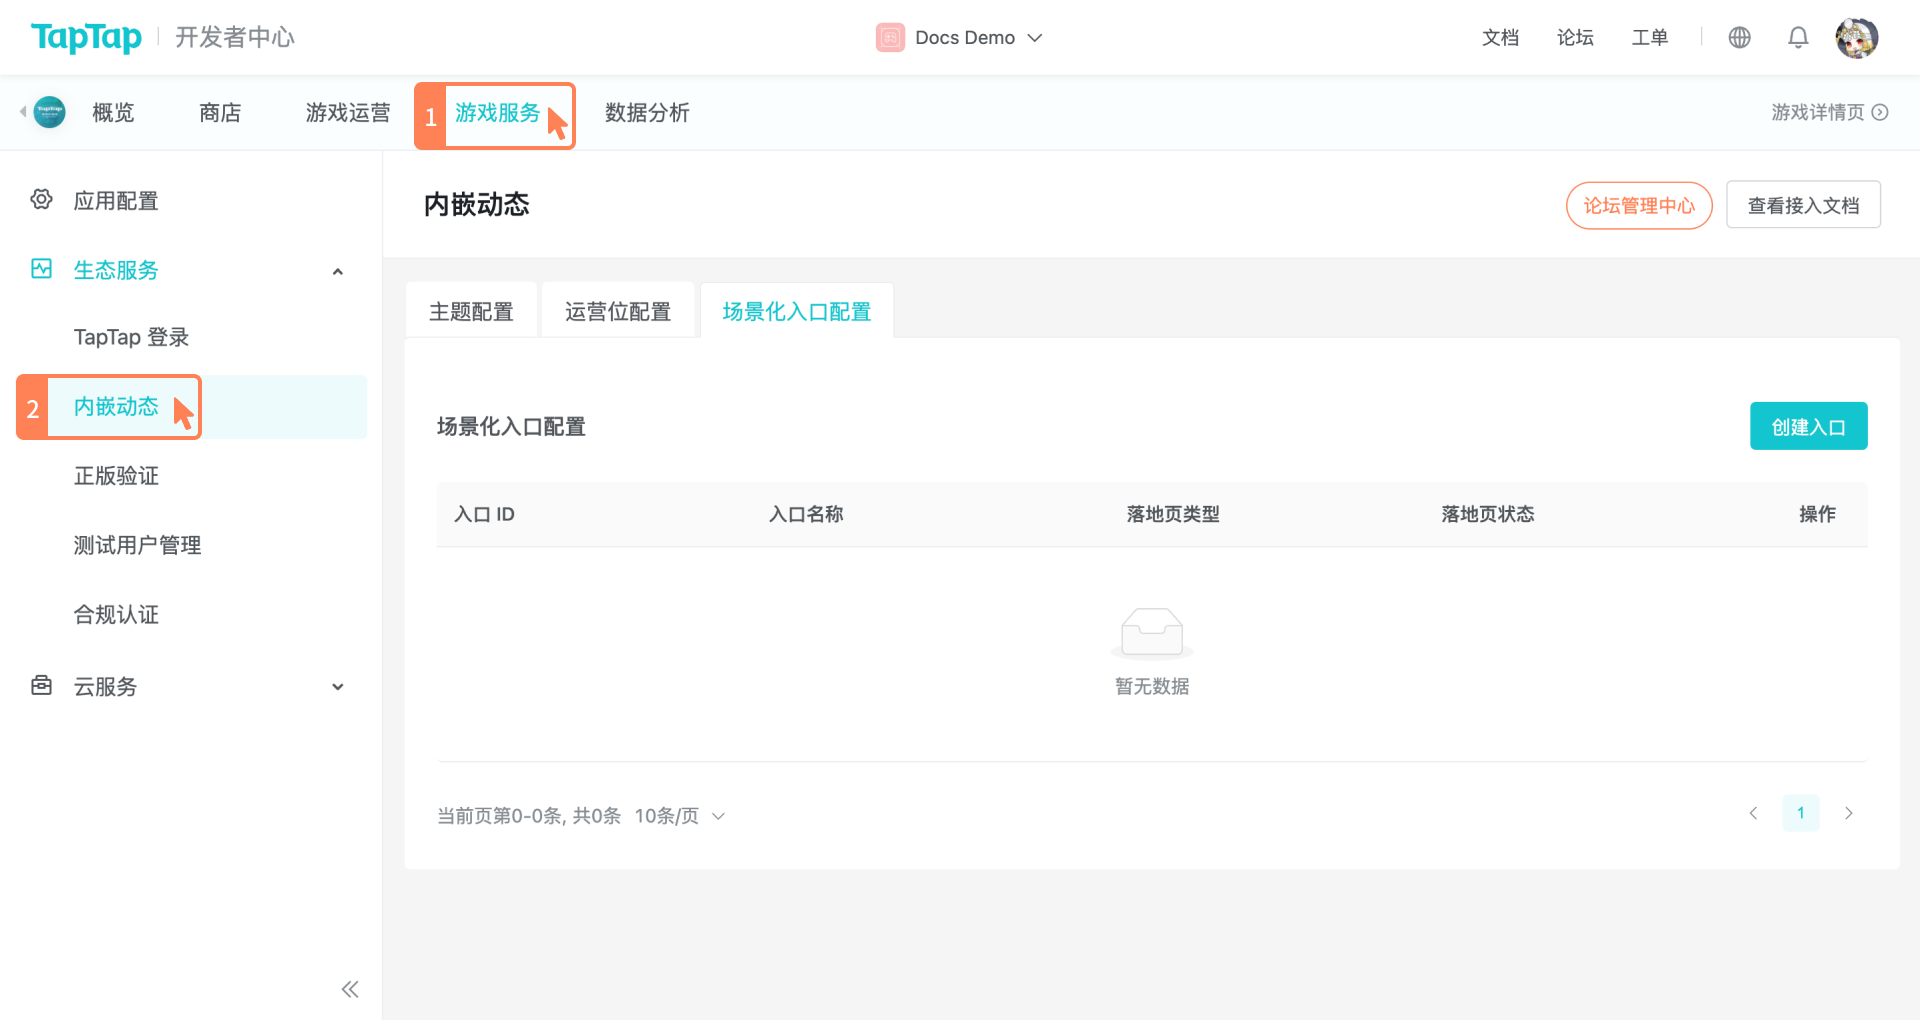 TapTap 开发者中心
Docs Demo
文档 论坛 工单
概览 商店 游戏运营 1 游戏服务 数据分析
游戏详情页
应用配置
生态服务
TapTap 登录
2 内嵌动态
正版验证
测试用户管理
合规认证
云服务
内嵌动态
论坛管理中心 查看接入文档
主题配置 运营位配置 场景化入口配置
场景化入口配置
创建入口
入口 ID 入口名称 落地页类型 落地页状态 操作
暂无数据
当前页第0-0条, 共0条 10条/页
1